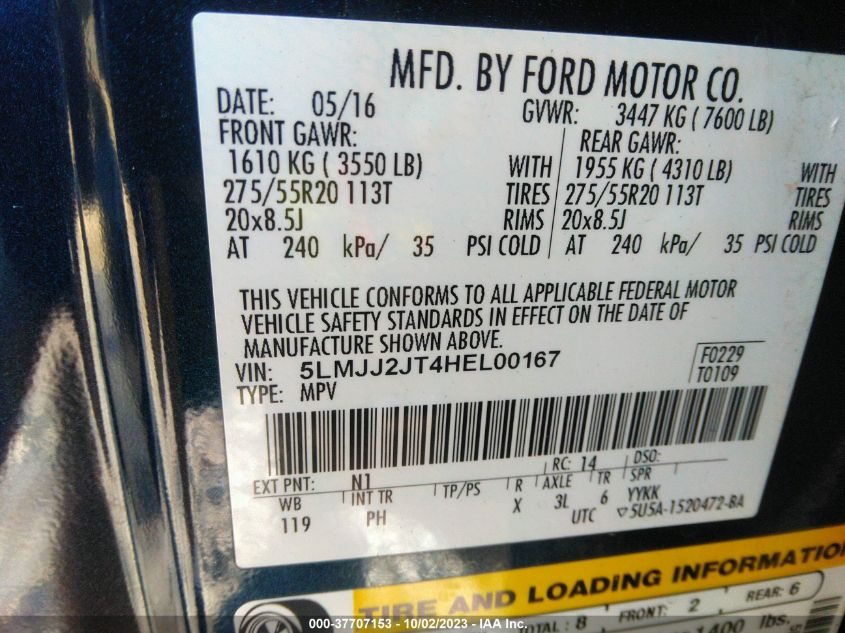 MFD. BY FORD MOTOR CO.
DATE: 05/16 GVWR: 3447 KG ( 7600 LB)
FRONT GAWR: REAR GAWR:
1610 KG ( 3550 LB) WITH 1955 KG ( 4310 LB) WITH
275/55R20 113T TIRES 275/55R20 113T TIRES
20x8.5J RIMS 20x8.5J RIMS
AT 240 kPa/ 35 PSI COLD AT 240 kPa/ 35 PSI COLD
THIS VEHICLE CONFORMS TO ALL APPLICABLE FEDERAL MOTOR
VEHICLE SAFETY STANDARDS IN EFFECT ON THE DATE OF
MANUFACTURE SHOWN ABOVE.
VIN: 5LMJJ2JT4HEL00167 F0229
TYPE: MPV T0109
EXT PNT: N1 RC: 14 DSO:
WB INT TR TP/PS R AXLE TR SPR
119 PH X 3L 6 YYKK
UTC ▽5U5A-1520472-BA
TIRE AND LOADING INFORMATION
TOTAL: 8 FRONT: 2 REAR: 6
1400 lbs.
000-37707153 - 10/02/2023 - IAA Inc.